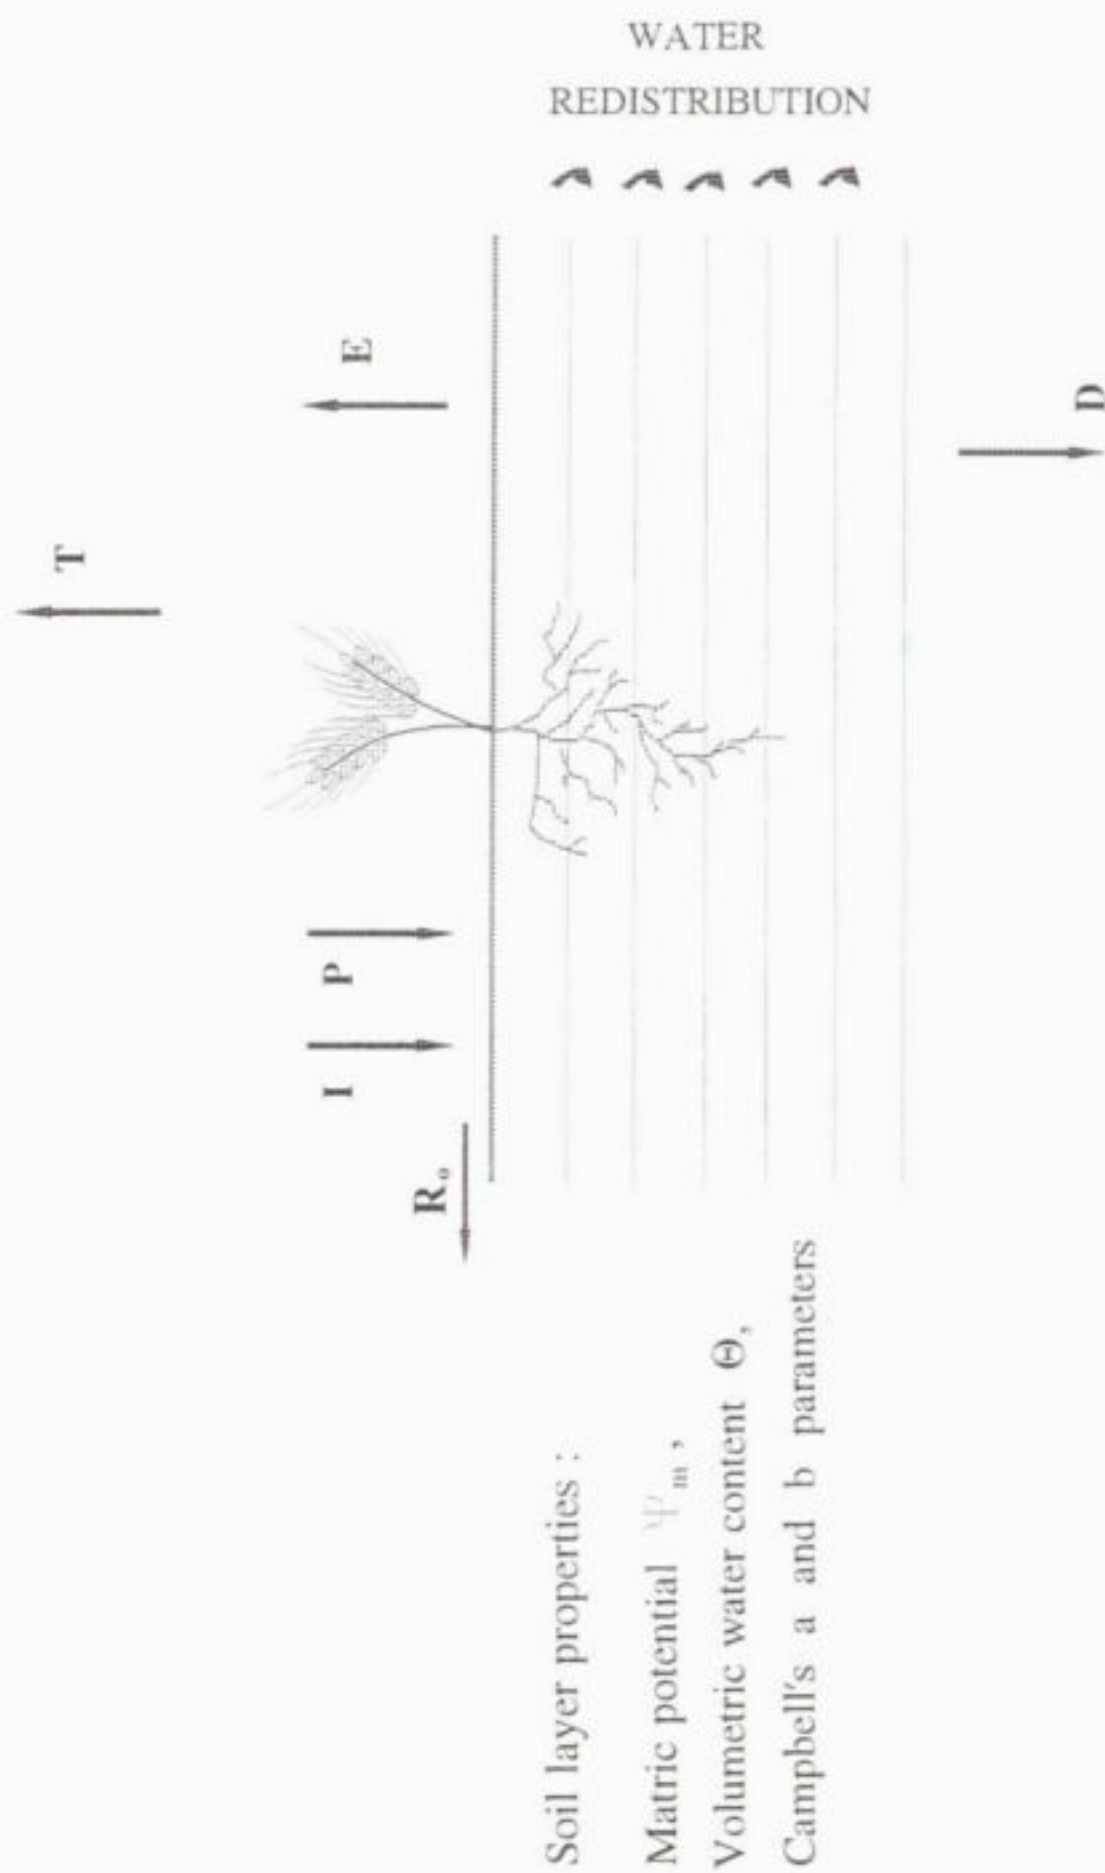 WATER
REDISTRIBUTION
T
E
P
I
R₀
D
Soil layer properties :
Matric potential Ψm ,
Volumetric water content Θ,
Campbell's a and b parameters